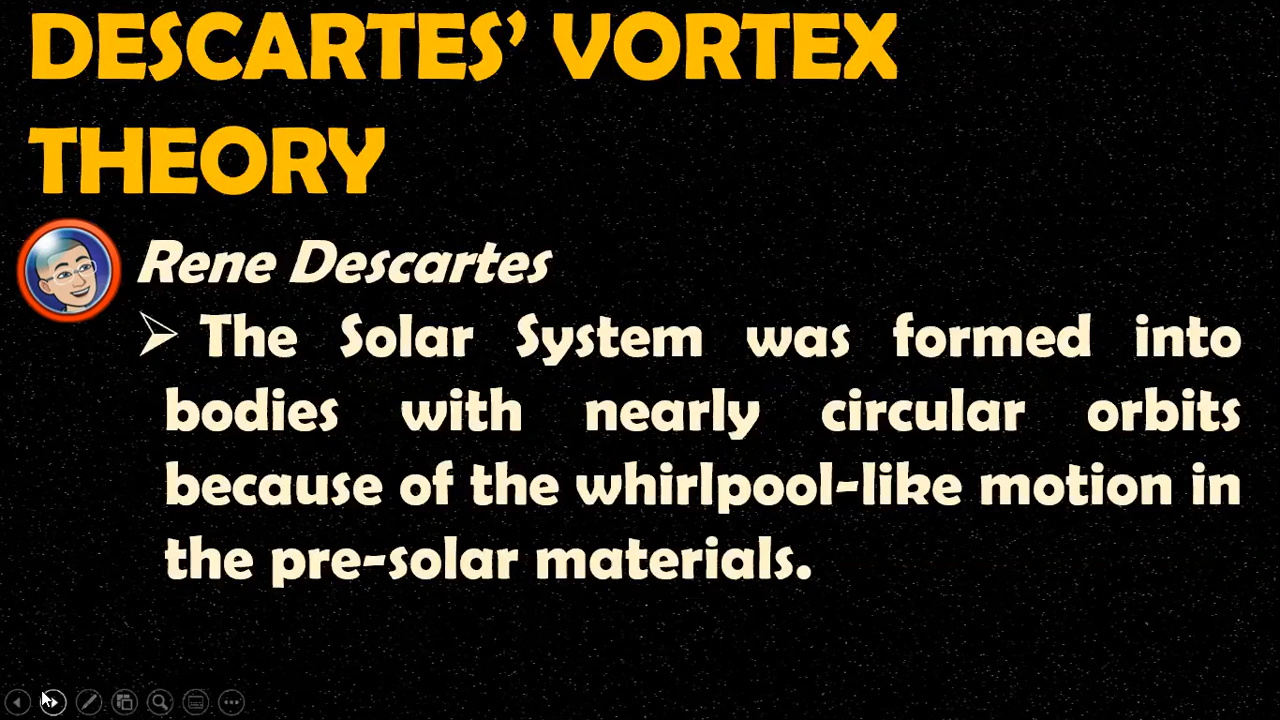 DESCARTES’ VORTEX
THEORY
Rene Descartes
The Solar System was formed into
bodies with nearly circular orbits
because of the whirlpool-like motion in
the pre-solar materials.